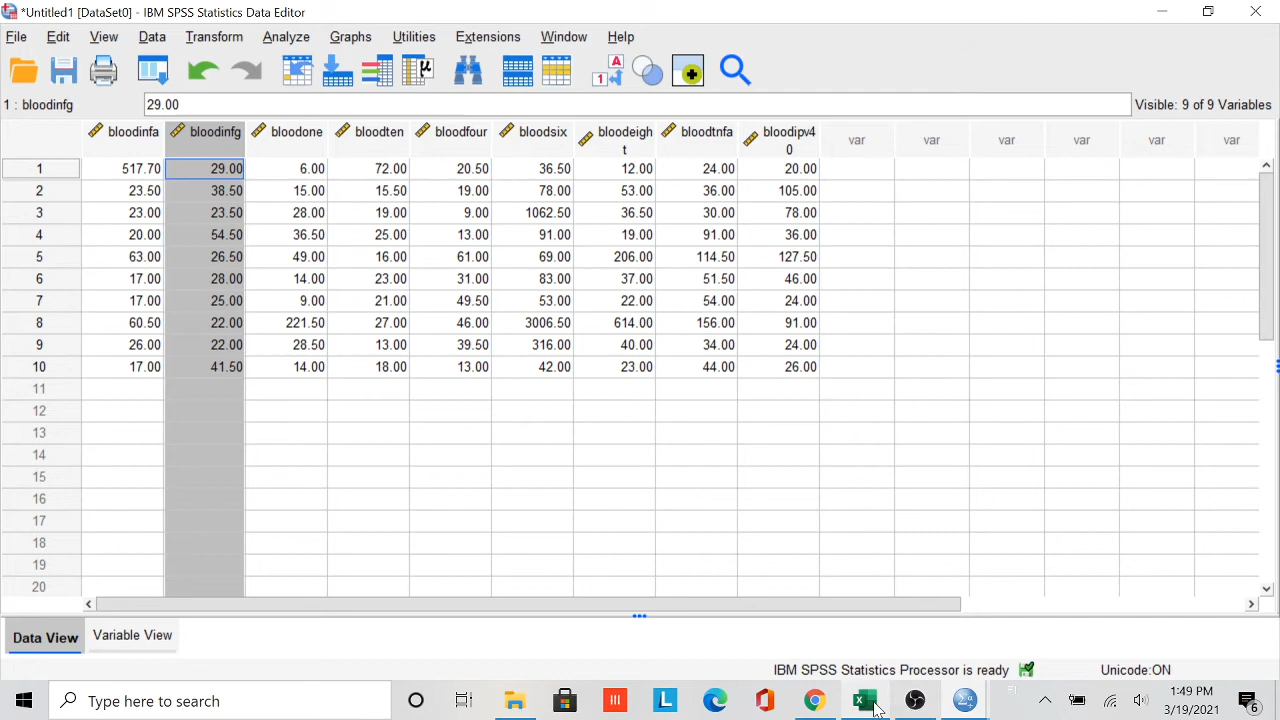 *Untitled1 [DataSet0] - IBM SPSS Statistics Data Editor
File Edit View Data Transform Analyze Graphs Utilities Extensions Window Help
1 : bloodinfg 29.00 Visible: 9 of 9 Variables
bloodinfa bloodinfg bloodone bloodten bloodfour bloodsix bloodeigh bloodtnfa bloodipv4 var var var var var var
t 0
1 517.70 29.00 6.00 72.00 20.50 36.50 12.00 24.00 20.00
2 23.50 38.50 15.00 15.50 19.00 78.00 53.00 36.00 105.00
3 23.00 23.50 28.00 19.00 9.00 1062.50 36.50 30.00 78.00
4 20.00 54.50 36.50 25.00 13.00 91.00 19.00 91.00 36.00
5 63.00 26.50 49.00 16.00 61.00 69.00 206.00 114.50 127.50
6 17.00 28.00 14.00 23.00 31.00 83.00 37.00 51.50 46.00
7 17.00 25.00 9.00 21.00 49.50 53.00 22.00 54.00 24.00
8 60.50 22.00 221.50 27.00 46.00 3006.50 614.00 156.00 91.00
9 26.00 22.00 28.50 13.00 39.50 316.00 40.00 34.00 24.00
10 17.00 41.50 14.00 18.00 13.00 42.00 23.00 44.00 26.00
11
12
13
14
15
16
17
18
19
20
Data View Variable View
IBM SPSS Statistics Processor is ready Unicode:ON
Type here to search
1:49 PM
3/19/2021
6